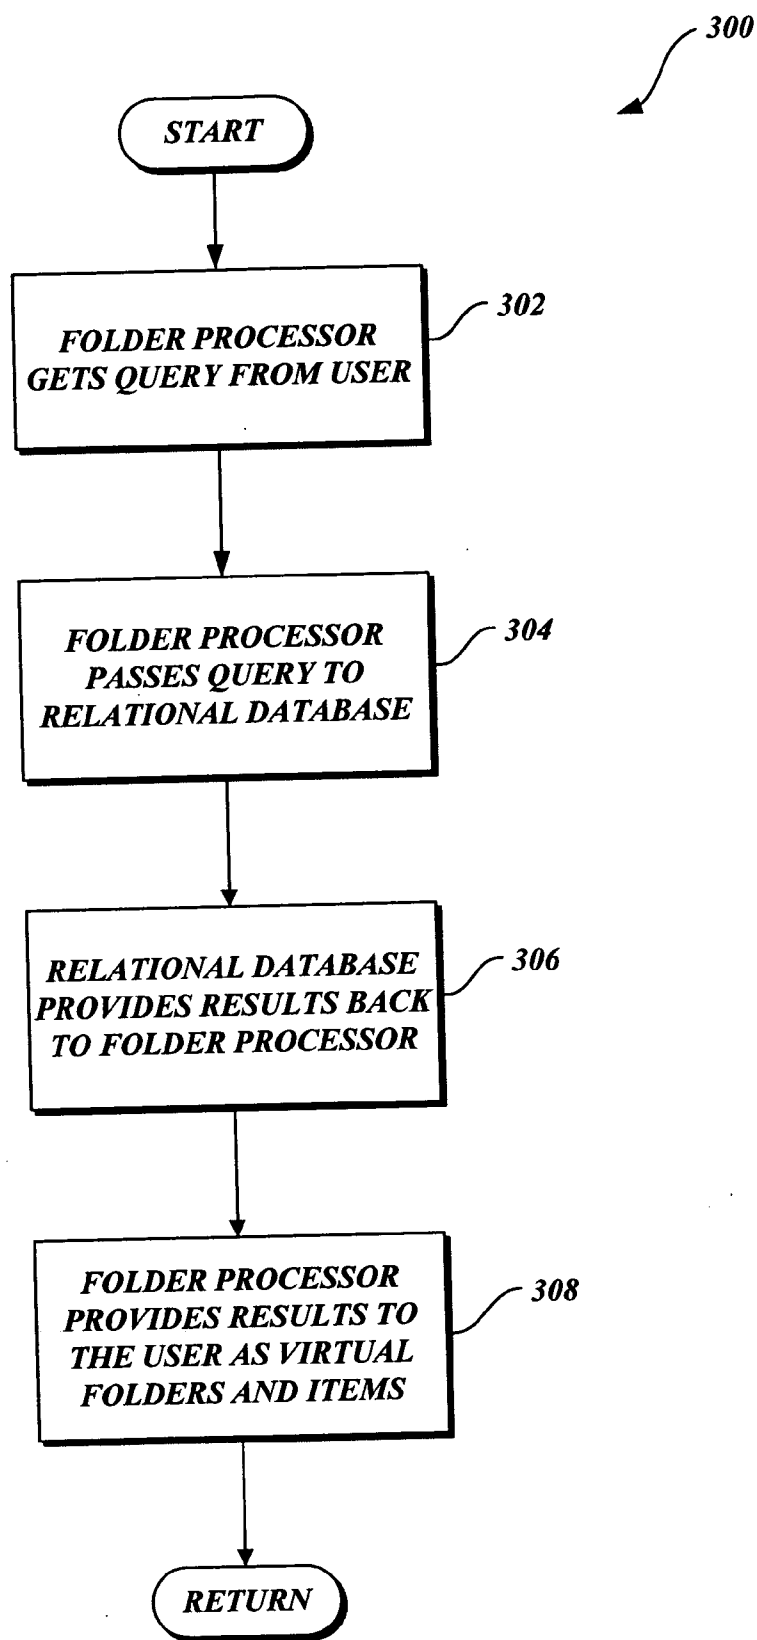 300
START
FOLDER PROCESSOR
GETS QUERY FROM USER
302
FOLDER PROCESSOR
PASSES QUERY TO
RELATIONAL DATABASE
304
RELATIONAL DATABASE
PROVIDES RESULTS BACK
TO FOLDER PROCESSOR
306
FOLDER PROCESSOR
PROVIDES RESULTS TO
THE USER AS VIRTUAL
FOLDERS AND ITEMS
308
RETURN